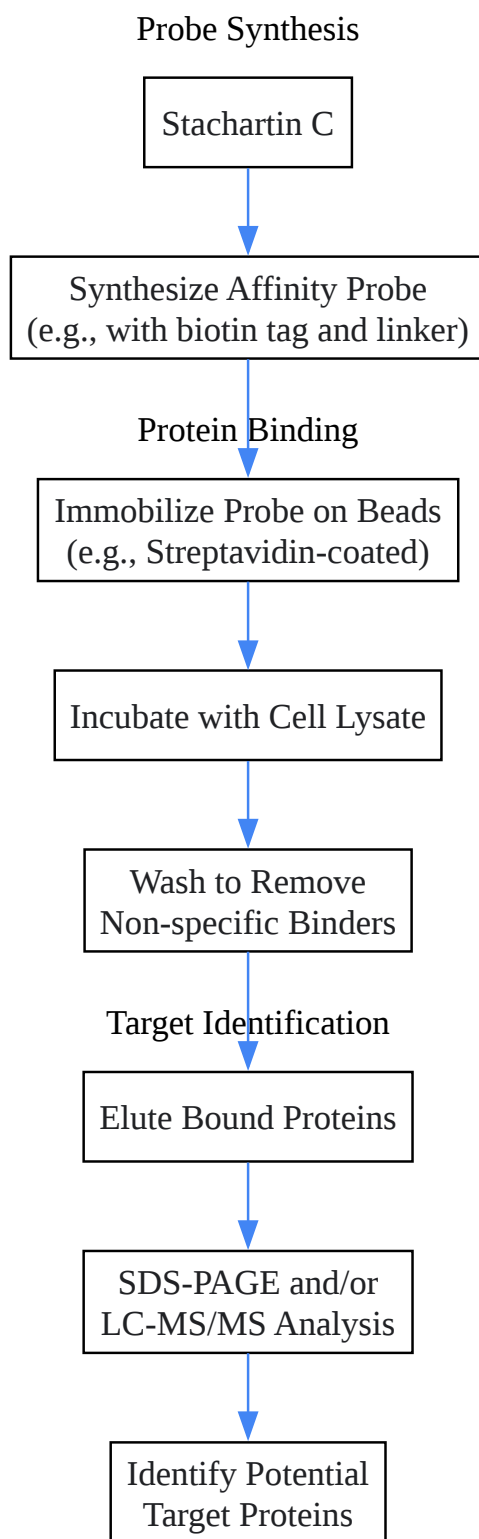 Probe Synthesis
Stachartin C
Synthesize Affinity Probe
(e.g., with biotin tag and linker)
Protein Binding
Immobilize Probe on Beads
(e.g., Streptavidin-coated)
Incubate with Cell Lysate
Wash to Remove
Non-specific Binders
Target Identification
Elute Bound Proteins
SDS-PAGE and/or
LC-MS/MS Analysis
Identify Potential
Target Proteins